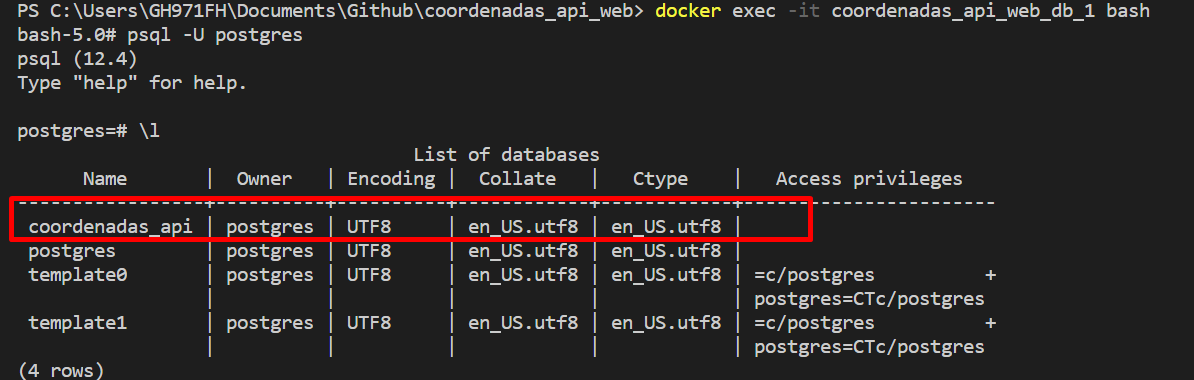 PS C:\Users\GH971FH\Documents\Github\coordenadas_api_web> docker exec -it coordenadas_api_web_db_1 bash
bash-5.0# psql -U postgres
psql (12.4)
Type "help" for help.

postgres=# \l
                                 List of databases
      Name       |  Owner   | Encoding |  Collate   |   Ctype    |   Access privileges
-----------------+----------+----------+------------+------------+-----------------------
 coordenadas_api | postgres | UTF8     | en_US.utf8 | en_US.utf8 |
 postgres        | postgres | UTF8     | en_US.utf8 | en_US.utf8 |
 template0       | postgres | UTF8     | en_US.utf8 | en_US.utf8 | =c/postgres          +
                 |          |          |            |            | postgres=CTc/postgres
 template1       | postgres | UTF8     | en_US.utf8 | en_US.utf8 | =c/postgres          +
                 |          |          |            |            | postgres=CTc/postgres
(4 rows)